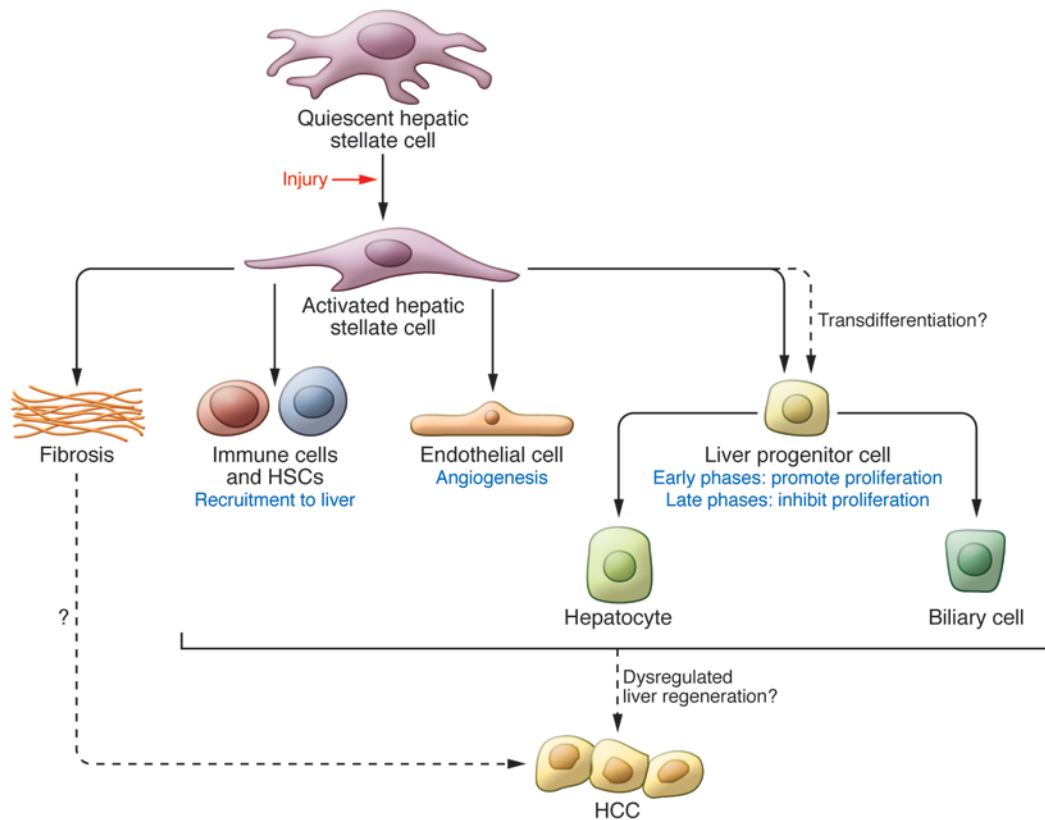 Quiescent hepatic
stellate cell
Injury
Activated hepatic
stellate cell
Transdifferentiation?
Fibrosis
Immune cells
and HSCs
Recruitment to liver
Endothelial cell
Angiogenesis
Liver progenitor cell
Early phases: promote proliferation
Late phases: inhibit proliferation
Hepatocyte
Biliary cell
?
Dysregulated
liver regeneration?
HCC